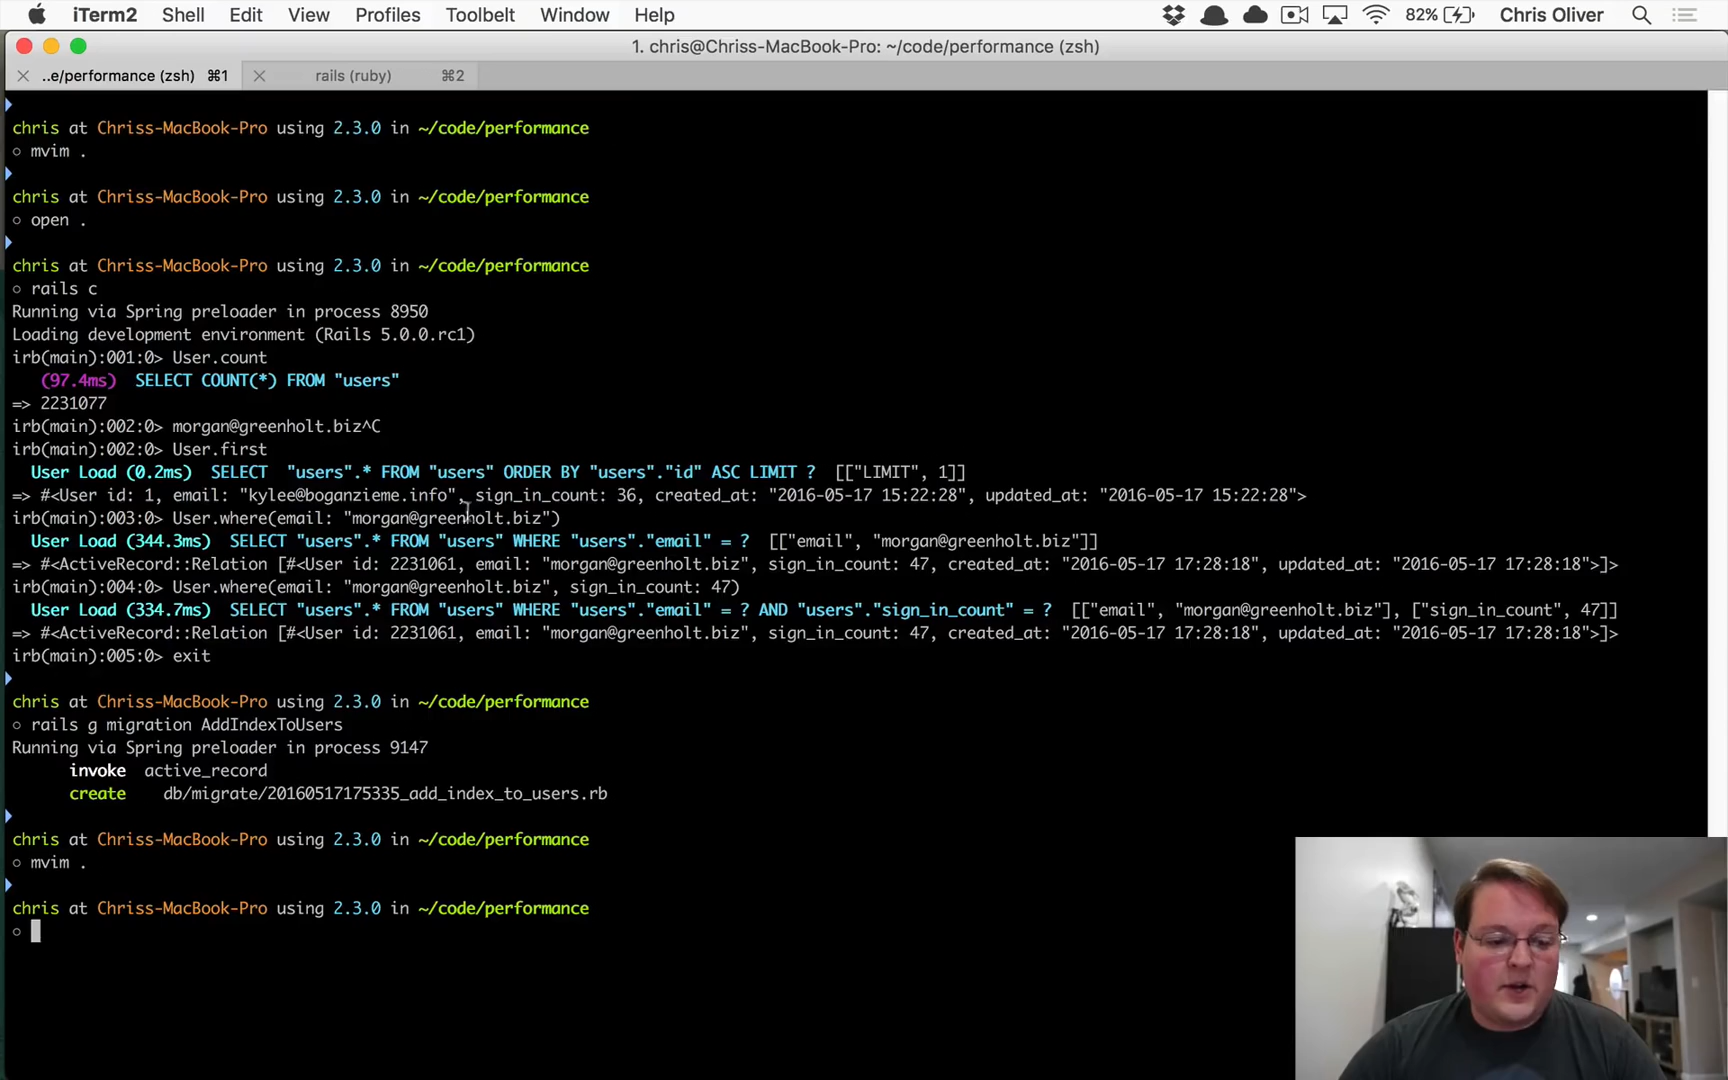 iTerm2 Shell Edit View Profiles Toolbelt Window Help 82% Chris Oliver
1. chris@Chriss-MacBook-Pro: ~/code/performance (zsh)
..e/performance (zsh) ⌘1 rails (ruby) ⌘2
chris at Chriss-MacBook-Pro using 2.3.0 in ~/code/performance
○ mvim .
chris at Chriss-MacBook-Pro using 2.3.0 in ~/code/performance
○ open .
chris at Chriss-MacBook-Pro using 2.3.0 in ~/code/performance
○ rails c
Running via Spring preloader in process 8950
Loading development environment (Rails 5.0.0.rc1)
irb(main):001:0> User.count
(97.4ms) SELECT COUNT(*) FROM "users"
=> 2231077
irb(main):002:0> morgan@greenholt.biz^C
irb(main):002:0> User.first
User Load (0.2ms) SELECT "users".* FROM "users" ORDER BY "users"."id" ASC LIMIT ? [["LIMIT", 1]]
=> #<User id: 1, email: "kylee@boganzieme.info", sign_in_count: 36, created_at: "2016-05-17 15:22:28", updated_at: "2016-05-17 15:22:28">
irb(main):003:0> User.where(email: "morgan@greenholt.biz")
User Load (344.3ms) SELECT "users".* FROM "users" WHERE "users"."email" = ? [["email", "morgan@greenholt.biz"]]
=> #<ActiveRecord::Relation [#<User id: 2231061, email: "morgan@greenholt.biz", sign_in_count: 47, created_at: "2016-05-17 17:28:18", updated_at: "2016-05-17 17:28:18">]>
irb(main):004:0> User.where(email: "morgan@greenholt.biz", sign_in_count: 47)
User Load (334.7ms) SELECT "users".* FROM "users" WHERE "users"."email" = ? AND "users"."sign_in_count" = ? [["email", "morgan@greenholt.biz"], ["sign_in_count", 47]]
=> #<ActiveRecord::Relation [#<User id: 2231061, email: "morgan@greenholt.biz", sign_in_count: 47, created_at: "2016-05-17 17:28:18", updated_at: "2016-05-17 17:28:18">]>
irb(main):005:0> exit
chris at Chriss-MacBook-Pro using 2.3.0 in ~/code/performance
○ rails g migration AddIndexToUsers
Running via Spring preloader in process 9147
invoke active_record
create db/migrate/20160517175335_add_index_to_users.rb
chris at Chriss-MacBook-Pro using 2.3.0 in ~/code/performance
○ mvim .
chris at Chriss-MacBook-Pro using 2.3.0 in ~/code/performance
○